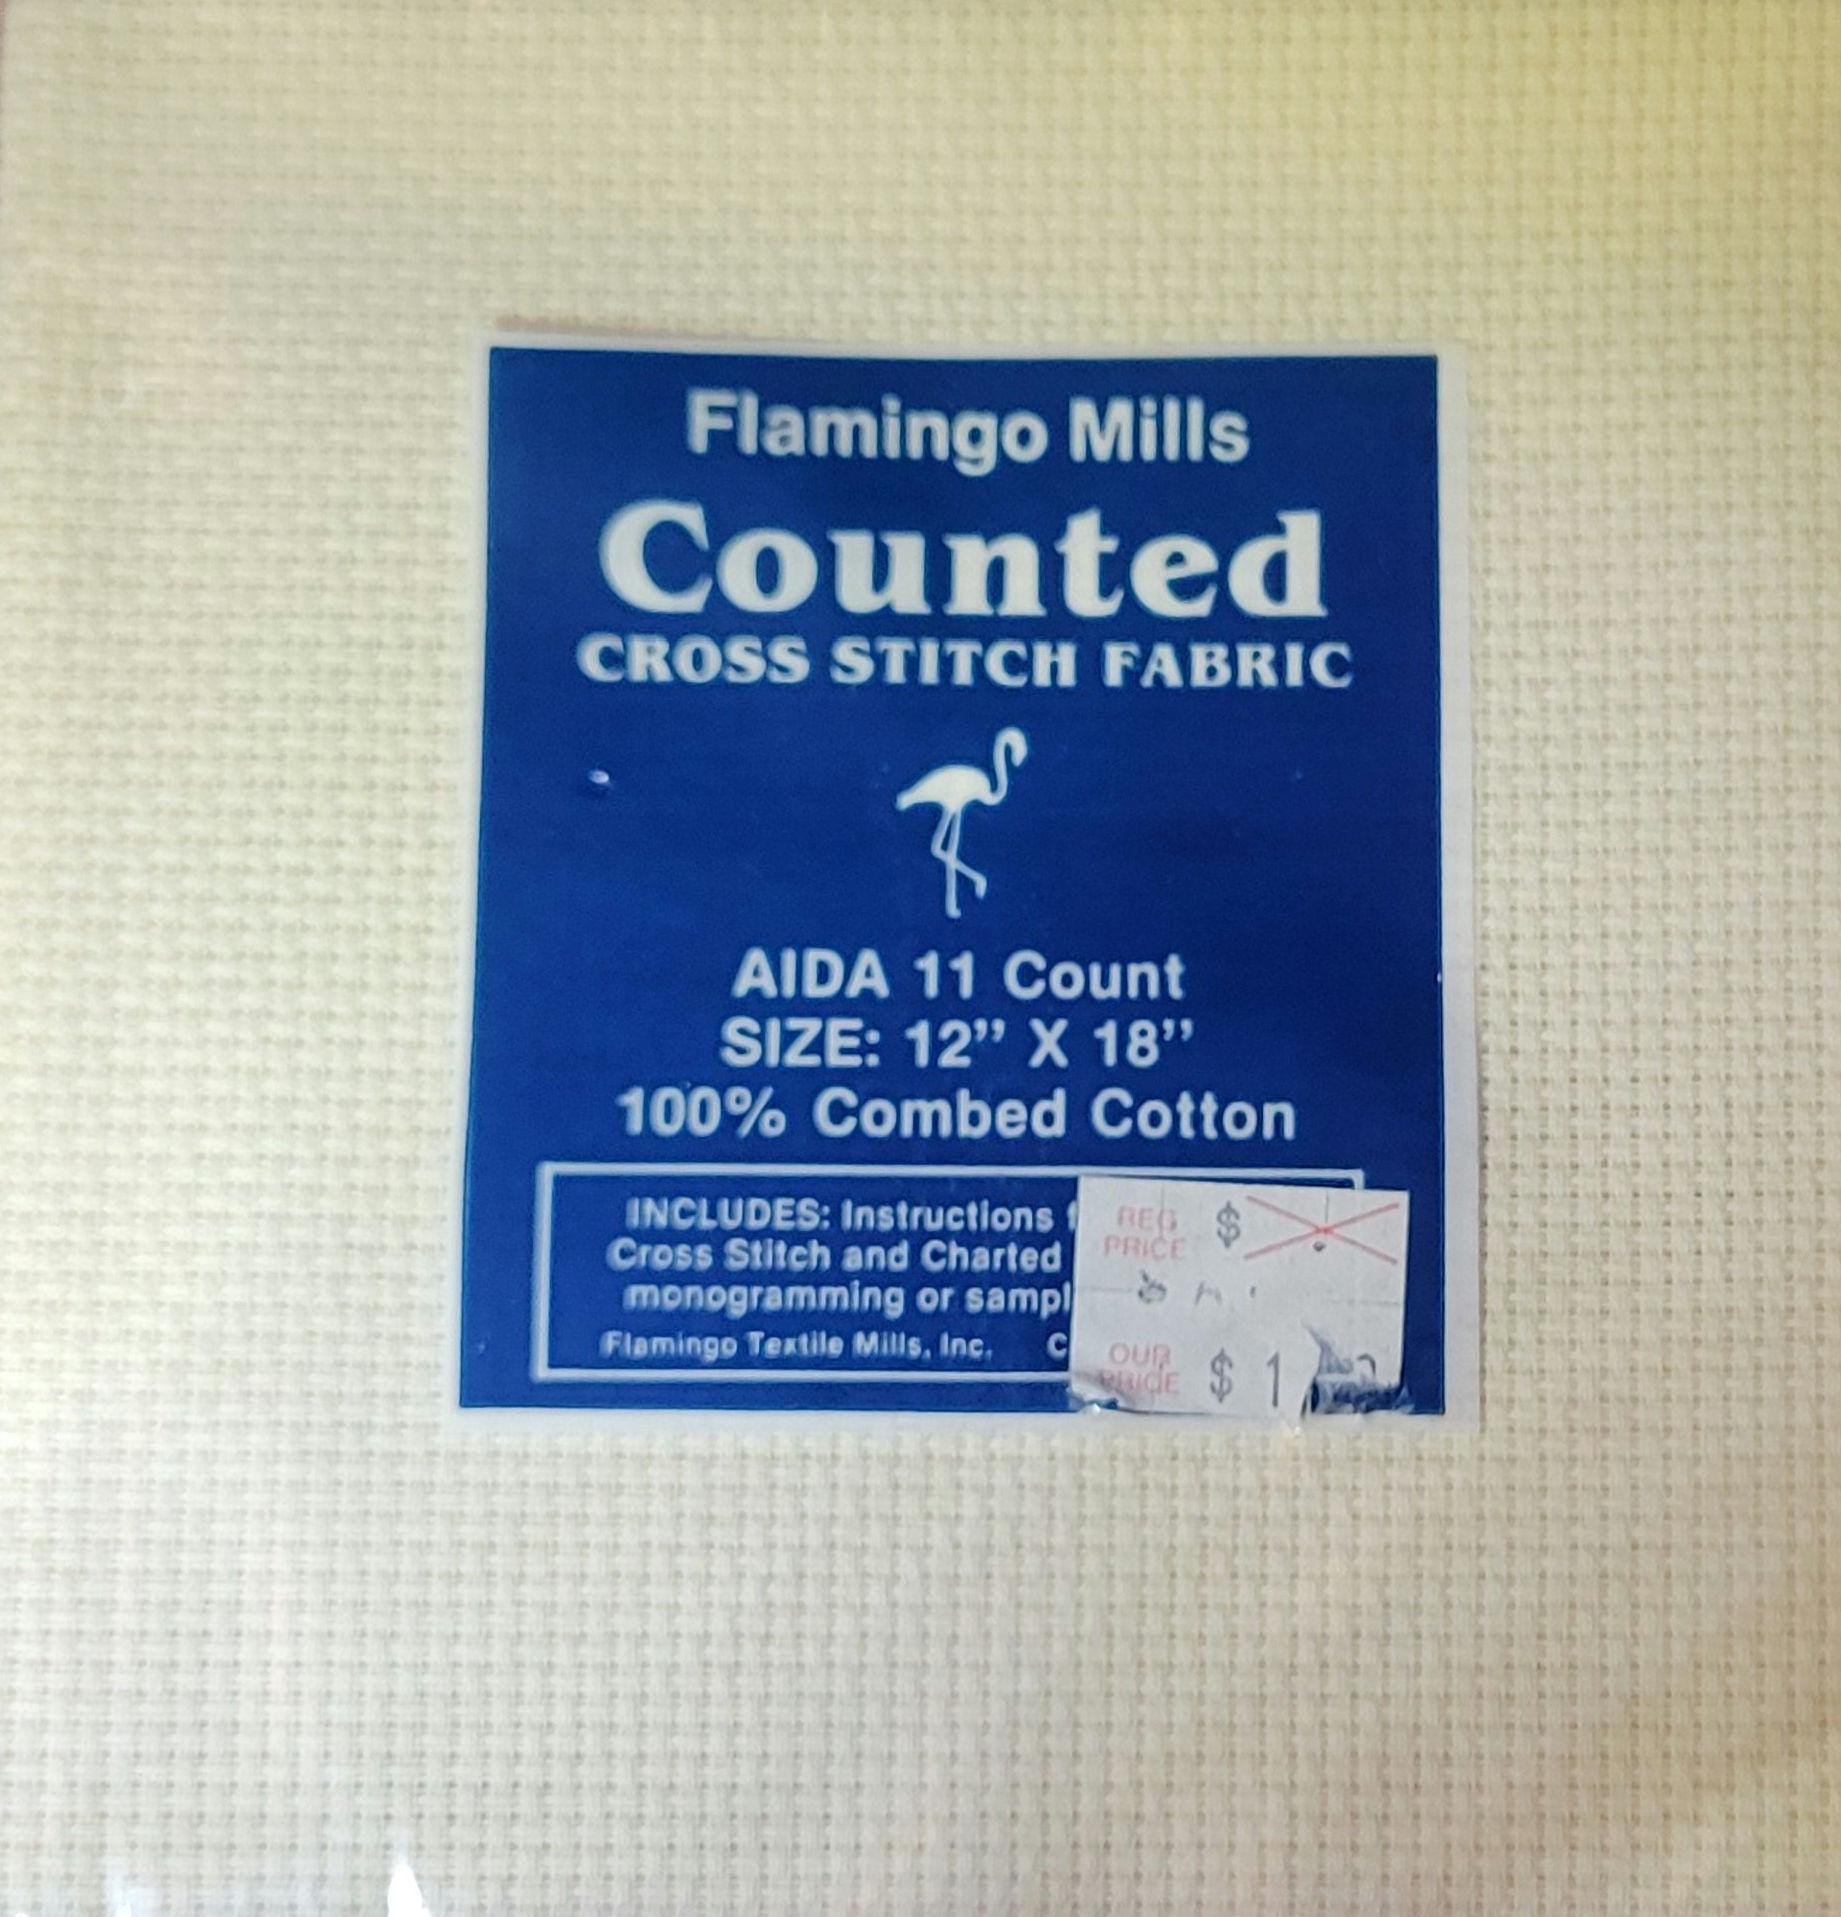 Flamingo Mills
Counted
CROSS STITCH FABRIC
AIDA 11 Count
SIZE: 12” X 18”
100% Combed Cotton
INCLUDES: Instructions
Cross Stitch and Charted
monogramming or sampl
Flamingo Textile Mills, Inc. C
REG
PRICE $
OUR
PRICE $ 1